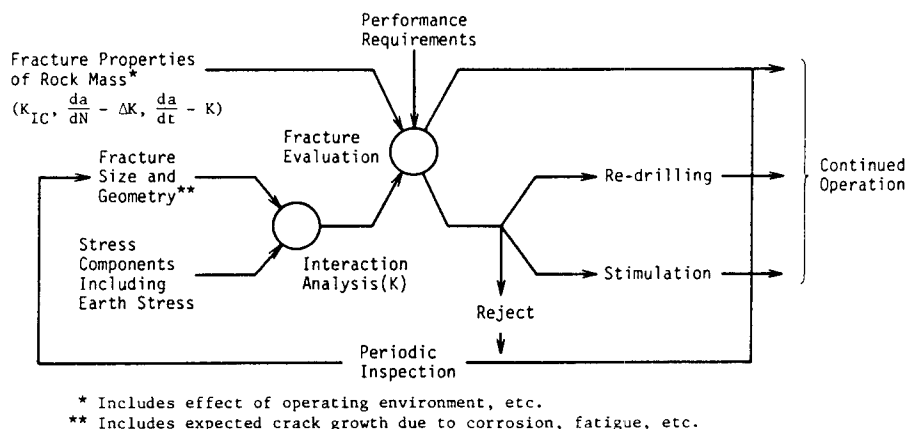 Performance
Requirements
Fracture Properties
of Rock Mass*
(K_IC, da/dN - ΔK, da/dt - K)
Fracture
Evaluation
Fracture
Size and
Geometry**
Stress
Components
Including
Earth Stress
Interaction
Analysis(K)
Re-drilling
Stimulation
Reject
Continued
Operation
Periodic
Inspection
* Includes effect of operating environment, etc.
** Includes expected crack growth due to corrosion, fatigue, etc.